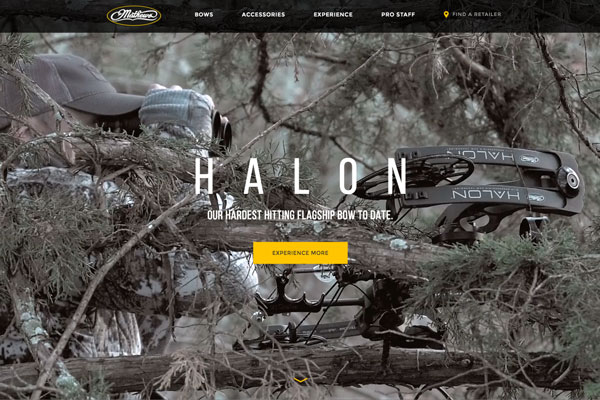 Mathews
BOWS
ACCESSORIES
EXPERIENCE
PRO STAFF
FIND A RETAILER
HALON
HALON
HALON
OUR HARDEST HITTING FLAGSHIP BOW TO DATE.
EXPERIENCE MORE